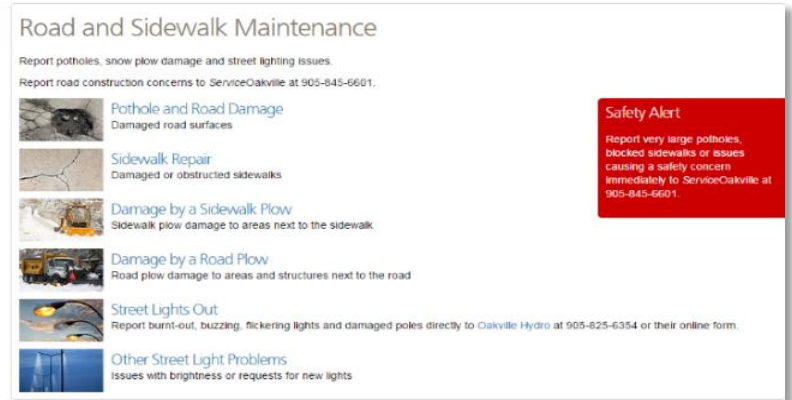 Road and Sidewalk Maintenance
Report potholes, snow plow damage and street lighting issues.
Report road construction concerns to ServiceOakville at 905-845-6601.
Pothole and Road Damage
Damaged road surfaces
Sidewalk Repair
Damaged or obstructed sidewalks
Damage by a Sidewalk Plow
Sidewalk plow damage to areas next to the sidewalk
Damage by a Road Plow
Road plow damage to areas and structures next to the road
Street Lights Out
Report burnt-out, buzzing, flickering lights and damaged poles directly to Oakville Hydro at 905-825-6354 or their online form.
Other Street Light Problems
Issues with brightness or requests for new lights
Safety Alert
Report very large potholes,
blocked sidewalks or issues
causing a safety concern
immediately to ServiceOakville at
905-845-6601.